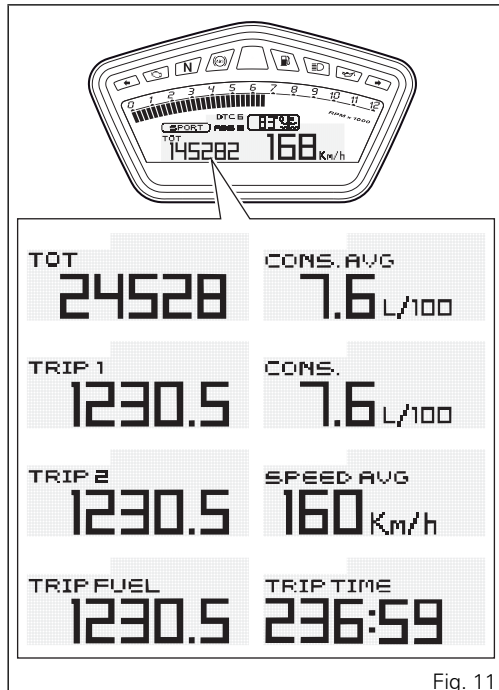 N
0 1 2 3 4 5 6 7 8 9 10 11 12
RPM x 1000
DTC 6
SPORT
TOT
145282 168 Km/h
TOT
24528
CONS. AVG
7.6 L/100
TRIP 1
1230.5
CONS.
7.6 L/100
TRIP 2
1230.5
SPEED AVG
160 Km/h
TRIP FUEL
1230.5
TRIP TIME
236:59
Fig. 11